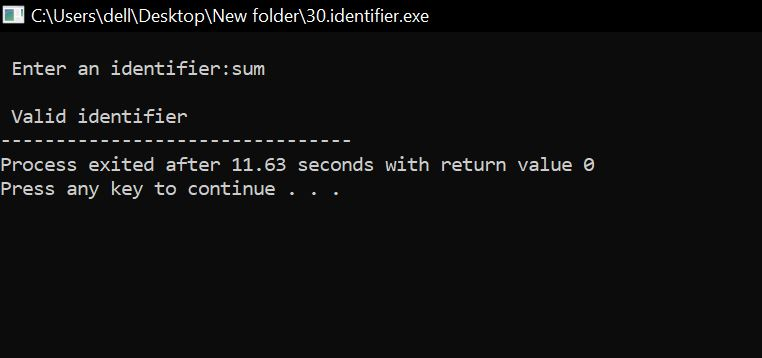 C:\Users\dell\Desktop\New folder\30.identifier.exe
Enter an identifier:sum
Valid identifier
--------------------------------
Process exited after 11.63 seconds with return value 0
Press any key to continue . . .